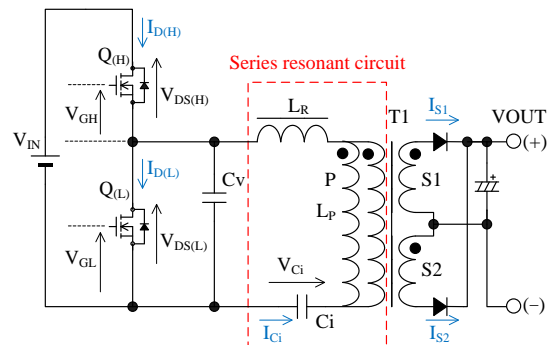 I_D(H)
Q_(H)
Series resonant circuit
V_GH
V_DS(H)
L_R
T1
I_S1
VOUT
(+)
V_IN
I_D(L)
Cv
P
S1
+
Q_(L)
L_P
V_GL
V_DS(L)
V_Ci
S2
I_Ci
Ci
I_S2
(−)